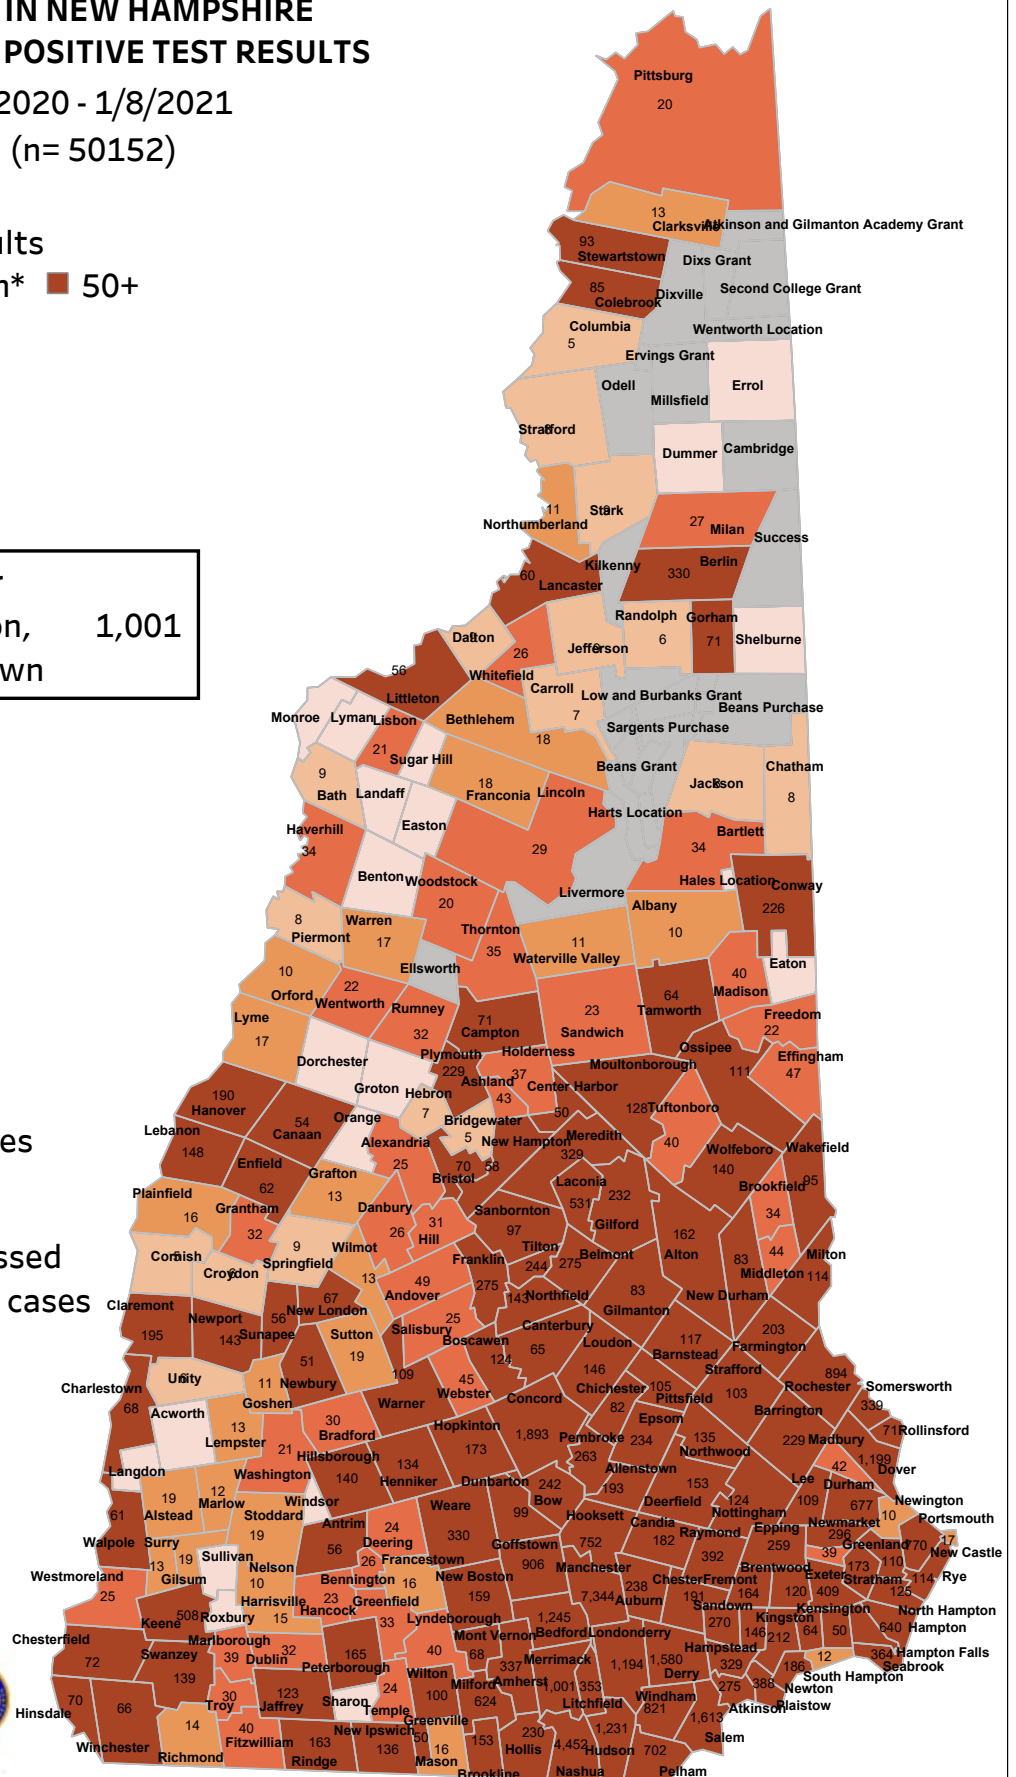 IN NEW HAMPSHIRE
POSITIVE TEST RESULTS
2020 - 1/8/2021
(n= 50152)
50+
1,001
Pittsburg
20
13
Clarksville
Atkinson and Gilmanton Academy Grant
93
Stewartstown
Dixs Grant
85
Colebrook
Dixville
Second College Grant
Columbia
5
Wentworth Location
Ervings Grant
Odell
Errol
Millsfield
Stratford
Dummer
Cambridge
11
Northumberland
Stark
27
Milan
Success
Kilkenny
Berlin
330
60
Lancaster
Randolph
6
Gorham
71
Shelburne
Dalton
26
Whitefield
Jefferson
56
Littleton
Carroll
7
Low and Burbanks Grant
Beans Purchase
Sargents Purchase
Monroe
Lyman
Lisbon
21
Bethlehem
18
Sugar Hill
Beans Grant
Jackson
Chatham
8
9
Bath
Landaff
18
Franconia
Lincoln
29
Harts Location
Easton
Haverhill
34
Bartlett
34
Benton
Woodstock
20
Livermore
Hales Location
Conway
226
Albany
10
8
Piermont
Warren
17
Thornton
35
11
Waterville Valley
Ellsworth
Eaton
10
Orford
22
Wentworth
Rumney
32
23
Sandwich
64
Tamworth
40
Madison
Freedom
22
Lyme
17
71
Campton
Dorchester
Plymouth
229
Holderness
37
Moultonborough
128
Ossipee
111
Effingham
47
Groton
Hebron
7
Ashland
43
Center Harbor
50
190
Hanover
54
Canaan
Orange
Bridgewater
5
Tuftonboro
40
Lebanon
148
Alexandria
25
New Hampton
58
Meredith
329
Wolfeboro
140
Wakefield
95
Enfield
62
Grafton
13
70
Bristol
Laconia
531
232
Gilford
Brookfield
34
Plainfield
16
Grantham
32
Danbury
26
31
Hill
Sanbornton
97
162
Alton
44
Middleton
Milton
114
Cornish
Croydon
9
Springfield
Wilmot
13
Franklin
275
Tilton
244
275
Belmont
83
New Durham
49
Andover
143
Northfield
83
Gilmanton
Claremont
195
Newport
143
56
Sunapee
67
New London
Sutton
19
Salisbury
25
Boscawen
124
Canterbury
65
Loudon
146
117
Barnstead
203
Farmington
Unity
51
Newbury
109
Warner
45
Webster
Strafford
103
894
Rochester
Somersworth
339
Charlestown
68
11
Goshen
Acworth
13
Lempster
30
Bradford
Concord
1,893
Chichester
82
105
Pittsfield
Barrington
229
71
Rollinsford
Hopkinton
173
Pembroke
263
Epsom
234
135
Northwood
Madbury
42
1,199
Dover
Langdon
21
Washington
Hillsborough
140
134
Henniker
Dunbarton
99
242
Bow
Allenstown
193
153
Deerfield
Lee
109
Durham
677
19
Alstead
12
Marlow
Windsor
Stoddard
19
Weare
330
Hooksett
752
Candia
182
124
Nottingham
Newington
10
Portsmouth
770
61
Walpole
Surry
13
19
Gilsum
Sullivan
Antrim
56
24
Deering
Goffstown
906
Raymond
392
Epping
259
Newmarket
296
39
Greenland
110
17
New Castle
Nelson
10
26
Francestown
16
New Boston
159
Manchester
7,344
238
Auburn
Chester
191
Fremont
164
Brentwood
120
Exeter
409
173
Stratham
114
Rye
Westmoreland
25
Bennington
Harrisville
15
23
Hancock
Greenfield
33
Lyndeborough
40
125
North Hampton
508
Keene
Roxbury
1,245
Bedford
Londonderry
1,194
Sandown
270
Kingston
212
Kensington
50
640
Hampton
Chesterfield
72
Swanzey
139
Marlborough
39
32
Dublin
165
Peterborough
Mont Vernon
68
337
Amherst
Merrimack
1,001
353
Litchfield
1,580
Derry
Hampstead
329
146
64
12
South Hampton
364
Hampton Falls
Seabrook
Wilton
100
Milford
624
186
Newton
388
Plaistow
275
Atkinson
70
Hinsdale
66
Winchester
30
Troy
123
Jaffrey
Sharon
24
Temple
Windham
821
1,613
Salem
14
Richmond
40
Fitzwilliam
163
Rindge
New Ipswich
136
Greenville
50
16
Mason
153
Brookline
230
Hollis
4,452
Nashua
1,231
Hudson
702
Pelham